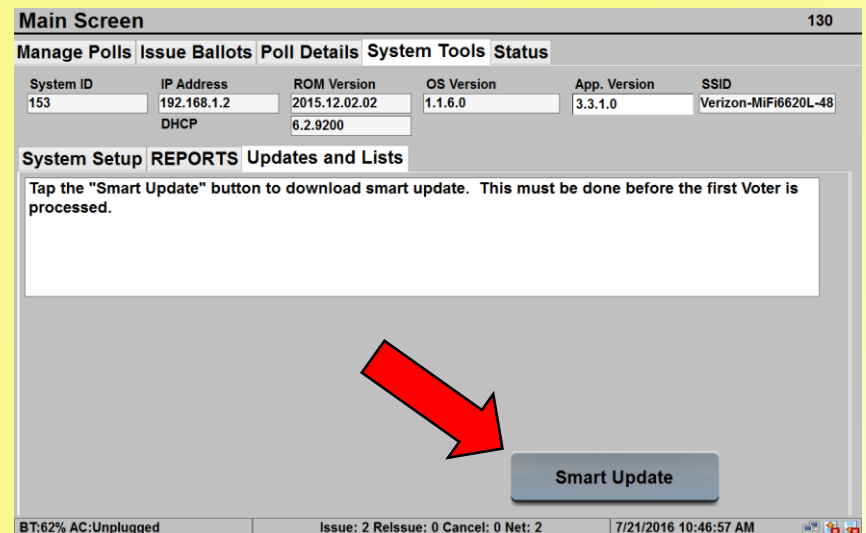 Main Screen 130
Manage Polls Issue Ballots Poll Details System Tools Status
System ID IP Address ROM Version OS Version App. Version SSID
153 192.168.1.2 2015.12.02.02 1.1.6.0 3.3.1.0 Verizon-MiFi6620L-48
DHCP 6.2.9200
System Setup REPORTS Updates and Lists
Tap the "Smart Update" button to download smart update. This must be done before the first Voter is
processed.
Smart Update
BT:62% AC:Unplugged Issue: 2 ReIssue: 0 Cancel: 0 Net: 2 7/21/2016 10:46:57 AM